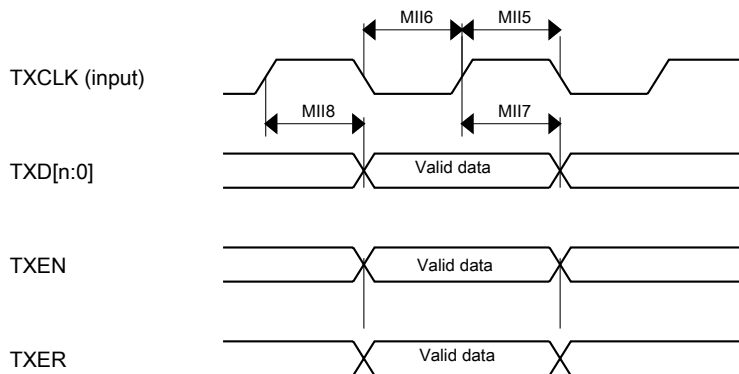 MII6 MII5
TXCLK (input)
MII8 MII7
TXD[n:0] Valid data
TXEN Valid data
TXER Valid data